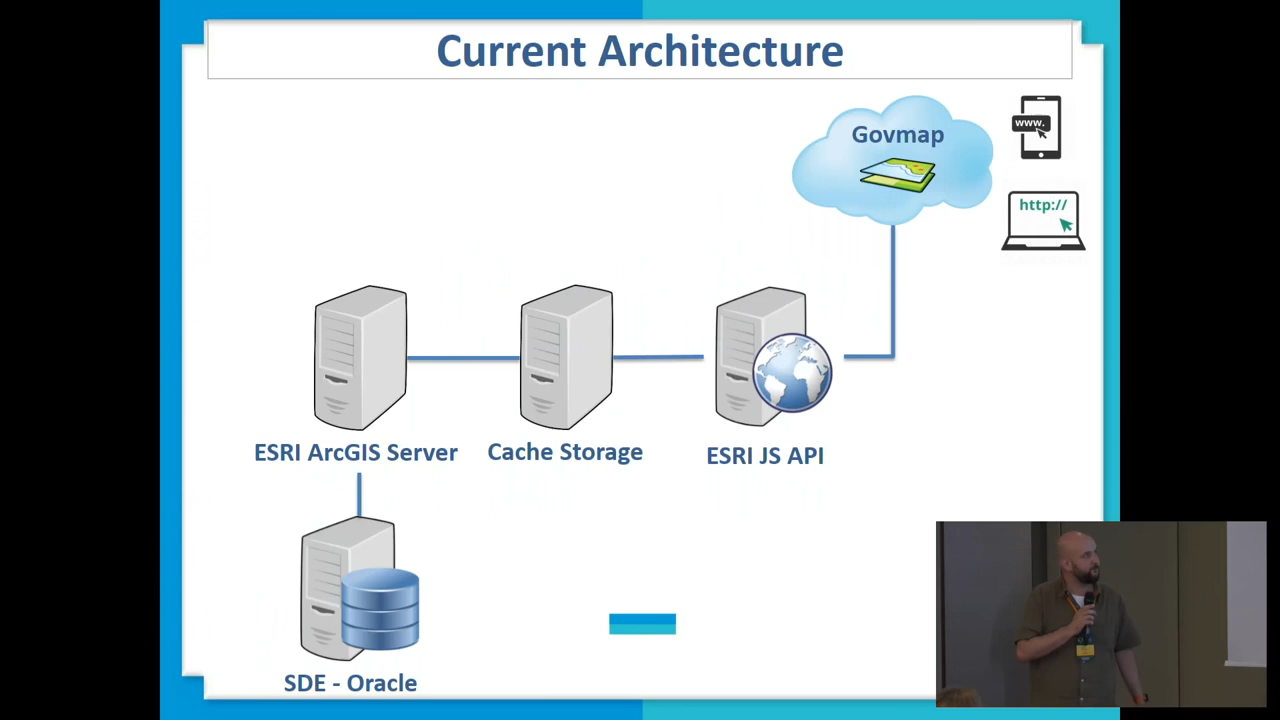 Current Architecture
Govmap
www.
http://
ESRI ArcGIS Server
Cache Storage
ESRI JS API
SDE - Oracle